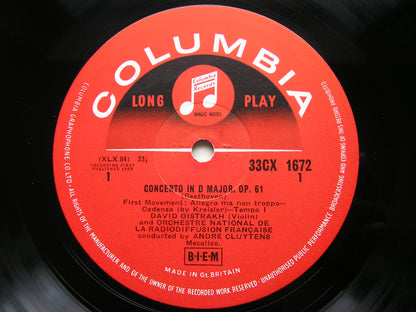 COLUMBIA
Columbia
Records
MAGIC NOTES
LONG PLAY
(XLX.84) 33⅓
RECORDING FIRST
PUBLISHED 1959
1
33CX 1672
1
CONCERTO IN D MAJOR, OP. 61
(Beethoven)
First Movement: Allegro ma non troppo—
Cadenza (by Kreisler)—Tempo I
DAVID OISTRAKH (Violin)
and ORCHESTRE NATIONAL DE
LA RADIODIFFUSION FRANÇAISE
conducted by ANDRÉ CLUYTENS
Mecolico.
B·I·E·M
MADE IN GT. BRITAIN
COLUMBIA GRAPHOPHONE CO LTD—ALL RIGHTS OF THE MANUFACTURER AND OF THE OWNER OF THE RECORDED WORK RESERVED—UNAUTHORISED PUBLIC PERFORMANCE BROADCASTING AND COPYING OF THIS RECORD PROHIBITED